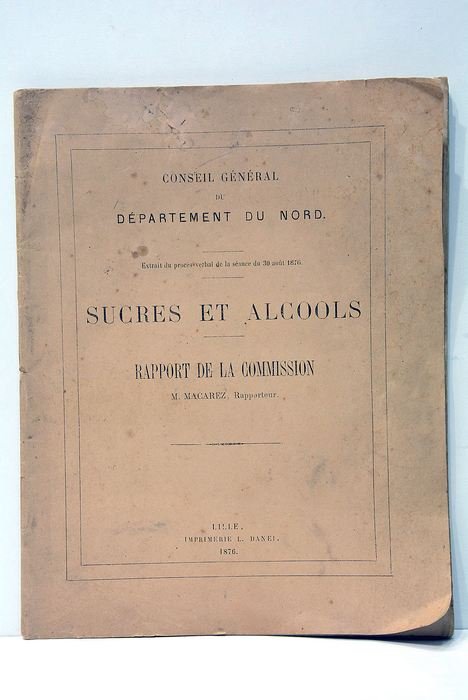 CONSEIL GÉNÉRAL
DU
DÉPARTEMENT DU NORD.
Extrait du procès-verbal de la séance du 30 août 1876.
SUCRES ET ALCOOLS
RAPPORT DE LA COMMISSION
M. MACAREZ, Rapporteur.
LILLE,
IMPRIMERIE L. DANEL.
1876.